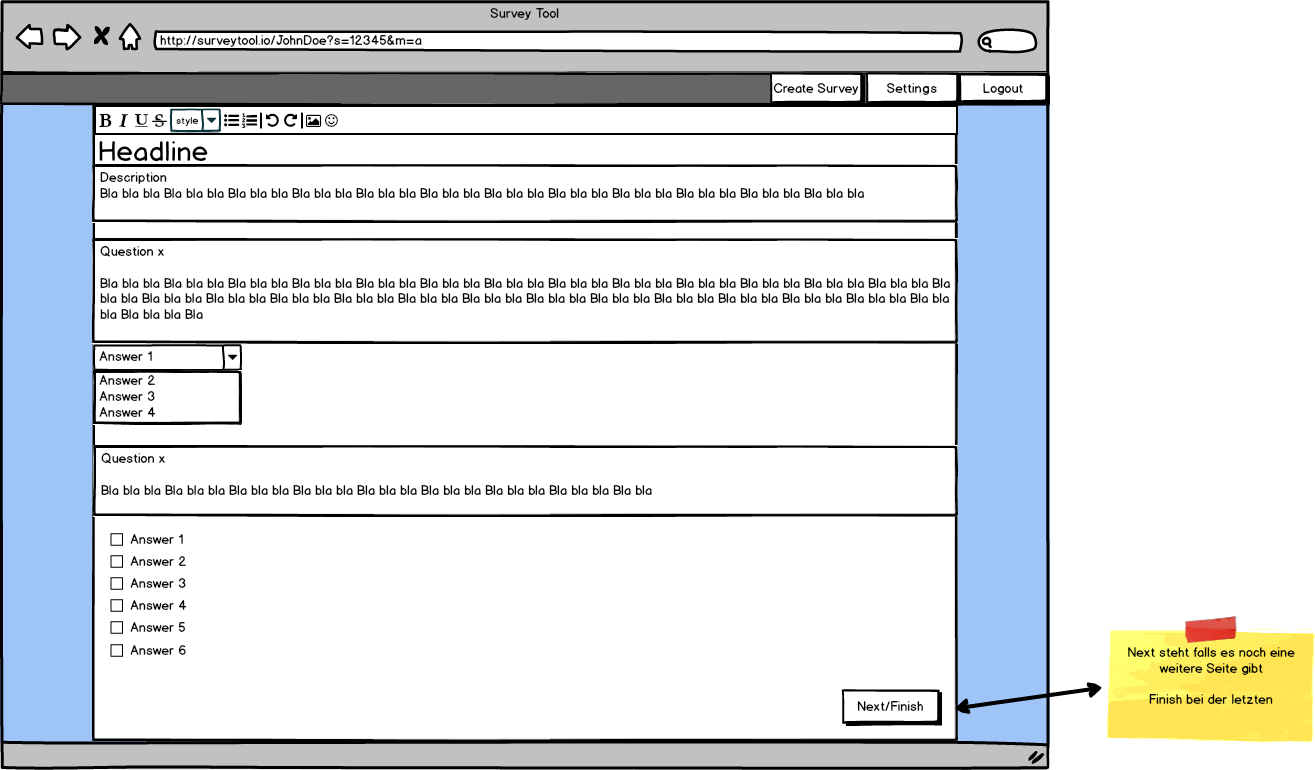 Survey Tool
http://surveytool.io/JohnDoe?s=12345&m=a
Create Survey Settings Logout
B I U S style
Headline
Description
Bla bla bla Bla bla bla Bla bla bla Bla bla bla Bla bla bla Bla bla bla Bla bla bla Bla bla bla Bla bla bla Bla bla bla Bla bla bla Bla bla bla
Question x
Bla bla bla Bla bla bla Bla bla bla Bla bla bla Bla bla bla Bla bla bla Bla bla bla Bla bla bla Bla bla bla Bla bla bla Bla bla bla Bla bla bla Bla bla bla Bla
bla bla Bla bla bla Bla bla bla Bla bla bla Bla bla bla Bla bla bla Bla bla bla Bla bla bla Bla bla bla Bla bla bla Bla bla bla Bla bla bla Bla bla bla Bla bla
bla Bla bla bla Bla
Answer 1
Answer 2
Answer 3
Answer 4
Question x
Bla bla bla Bla bla bla Bla bla bla Bla bla bla Bla bla bla Bla bla bla Bla bla bla Bla bla bla Bla bla
Answer 1
Answer 2
Answer 3
Answer 4
Answer 5
Answer 6
Next/Finish
Next steht falls es noch eine
weitere Seite gibt
Finish bei der letzten